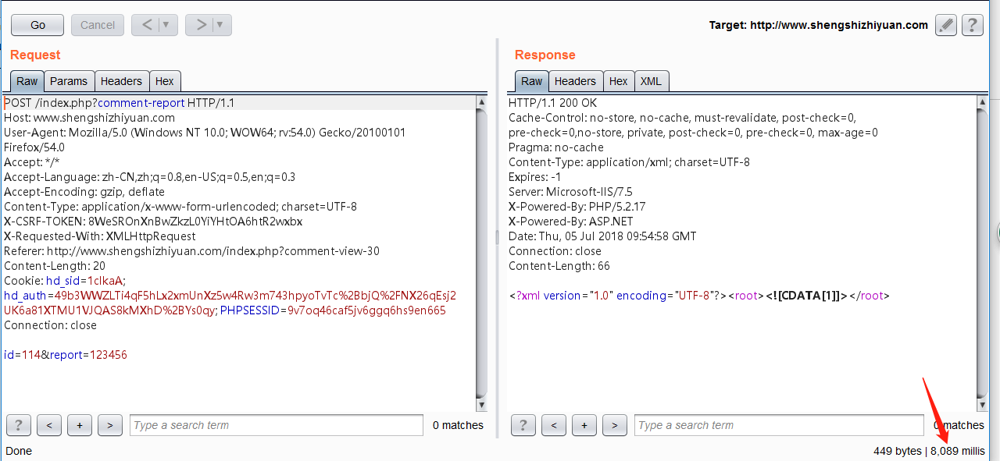 Go Cancel < ▼ > ▼ Target: http://www.shengshizhiyuan.com ?
Request
Raw Params Headers Hex
POST /index.php?comment-report HTTP/1.1
Host: www.shengshizhiyuan.com
User-Agent: Mozilla/5.0 (Windows NT 10.0; WOW64; rv:54.0) Gecko/20100101
Firefox/54.0
Accept: */*
Accept-Language: zh-CN,zh;q=0.8,en-US;q=0.5,en;q=0.3
Accept-Encoding: gzip, deflate
Content-Type: application/x-www-form-urlencoded; charset=UTF-8
X-CSRF-TOKEN: 8WeSROnXnBwZkzL0YiYHtOA6htR2wxbx
X-Requested-With: XMLHttpRequest
Referer: http://www.shengshizhiyuan.com/index.php?comment-view-30
Content-Length: 20
Cookie: hd_sid=1cIkaA;
hd_auth=49b3WWZLTi4qF5hLx2xmUnXz5w4Rw3m743hpyoTvTc%2BbjQ%2FNX26qEsj2
UK6a81XTMU1VJQAS8kMXhD%2BYs0qy; PHPSESSID=9v7oq46caf5jv6ggq6hs9en665
Connection: close

id=114&report=123456
? < + > Type a search term 0 matches
Done
Response
Raw Headers Hex XML
HTTP/1.1 200 OK
Cache-Control: no-store, no-cache, must-revalidate, post-check=0,
pre-check=0,no-store, private, post-check=0, pre-check=0, max-age=0
Pragma: no-cache
Content-Type: application/xml; charset=UTF-8
Expires: -1
Server: Microsoft-IIS/7.5
X-Powered-By: PHP/5.2.17
X-Powered-By: ASP.NET
Date: Thu, 05 Jul 2018 09:54:58 GMT
Connection: close
Content-Length: 66

<?xml version="1.0" encoding="UTF-8"?><root><![CDATA[1]]></root>
? < + > Type a search term 0 matches
449 bytes | 8,089 millis